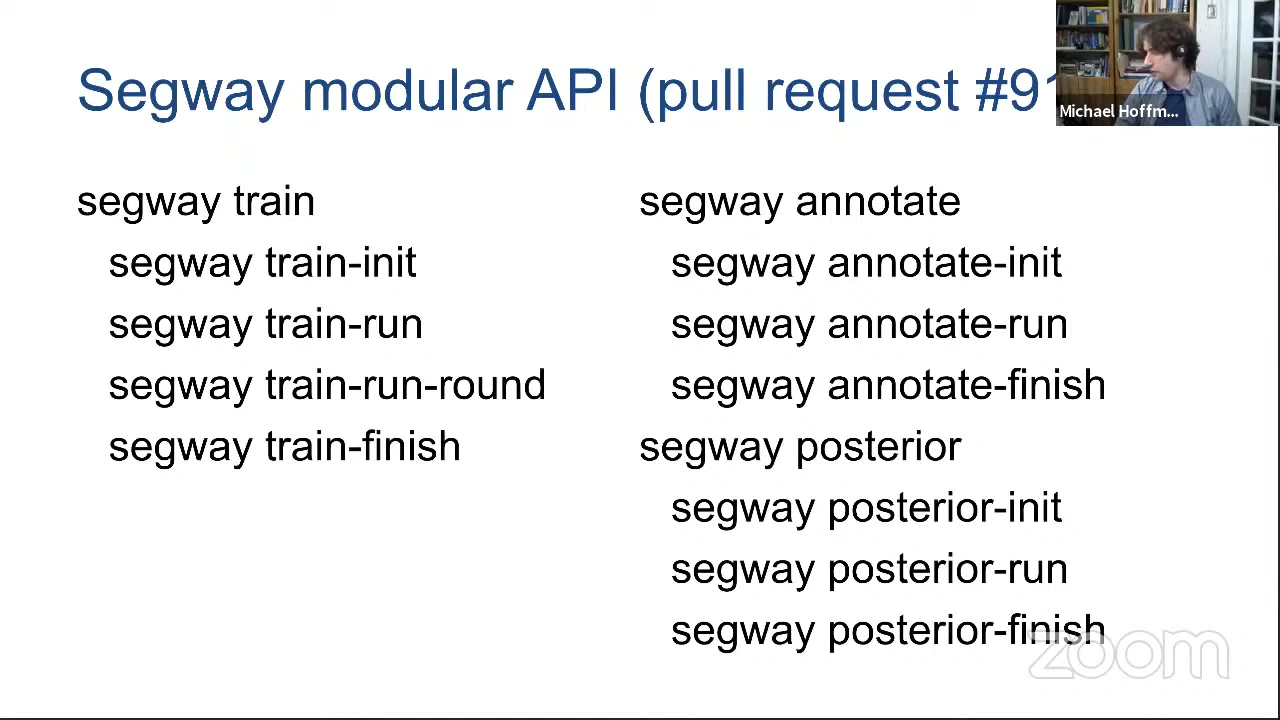 Segway modular API (pull request #91
Michael Hoffm...
segway train
segway train-init
segway train-run
segway train-run-round
segway train-finish
segway annotate
segway annotate-init
segway annotate-run
segway annotate-finish
segway posterior
segway posterior-init
segway posterior-run
segway posterior-finish
zoom